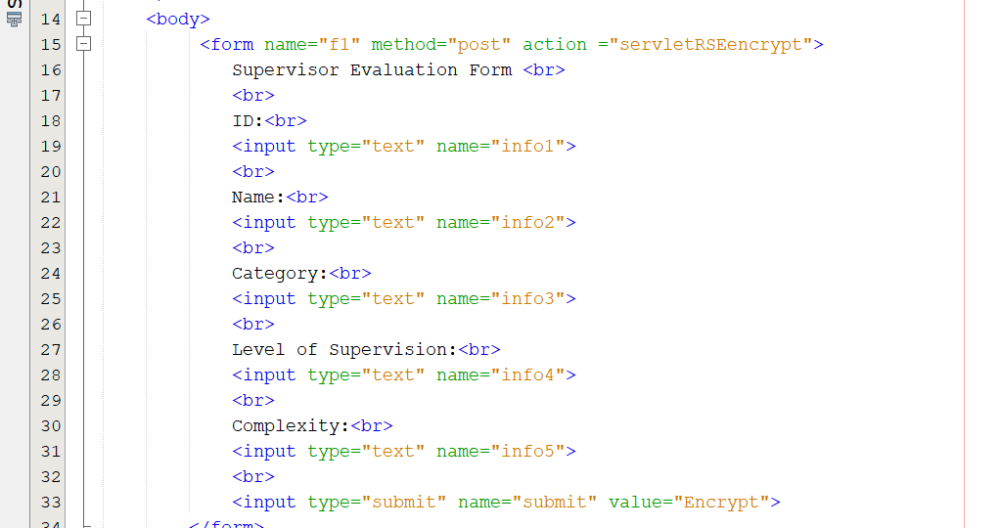 14 <body>
15 <form name="f1" method="post" action ="servletRSEencrypt">
16 Supervisor Evaluation Form <br>
17 <br>
18 ID:<br>
19 <input type="text" name="info1">
20 <br>
21 Name:<br>
22 <input type="text" name="info2">
23 <br>
24 Category:<br>
25 <input type="text" name="info3">
26 <br>
27 Level of Supervision:<br>
28 <input type="text" name="info4">
29 <br>
30 Complexity:<br>
31 <input type="text" name="info5">
32 <br>
33 <input type="submit" name="submit" value="Encrypt">
34 </form>